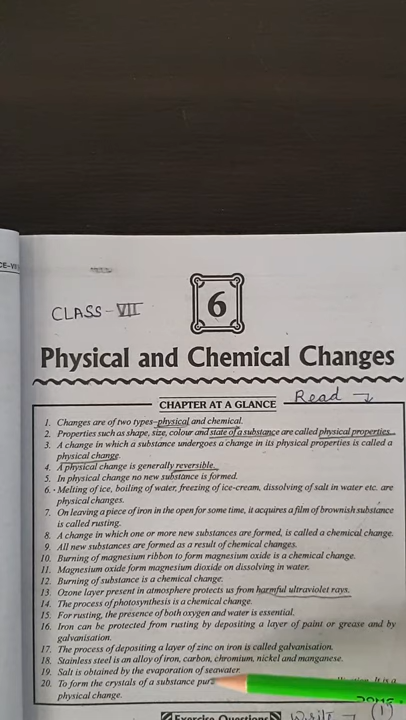 CLASS-VII
6
Physical and Chemical Changes
CHAPTER AT A GLANCE
Read
1. Changes are of two types–physical and chemical.
2. Properties such as shape, size, colour and state of a substance are called physical properties.
3. A change in which a substance undergoes a change in its physical properties is called a
physical change.
4. A physical change is generally reversible.
5. In physical change no new substance is formed.
6. Melting of ice, boiling of water, freezing of ice-cream, dissolving of salt in water etc. are
physical changes.
7. On leaving a piece of iron in the open for some time, it acquires a film of brownish substance
is called rusting.
8. A change in which one or more new substances are formed, is called a chemical change.
9. All new substances are formed as a result of chemical changes.
10. Burning of magnesium ribbon to form magnesium oxide is a chemical change.
11. Magnesium oxide form magnesium dioxide on dissolving in water.
12. Burning of substance is a chemical change.
13. Ozone layer present in atmosphere protects us from harmful ultraviolet rays.
14. The process of photosynthesis is a chemical change.
15. For rusting, the presence of both oxygen and water is essential.
16. Iron can be protected from rusting by depositing a layer of paint or grease and by
galvanisation.
17. The process of depositing a layer of zinc on iron is called galvanisation.
18. Stainless steel is an alloy of iron, carbon, chromium, nickel and manganese.
19. Salt is obtained by the evaporation of seawater.
20. To form the crystals of a substance It is a
physical change.
Exercise Questions
(1)